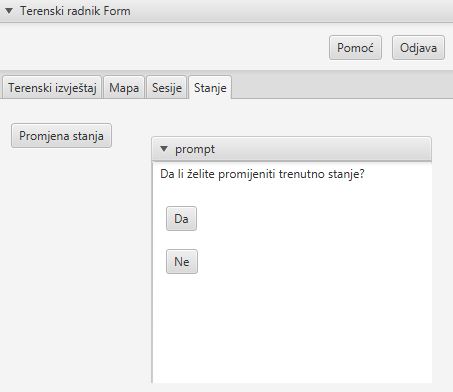 Terenski radnik Form
Pomoć
Odjava
Terenski izvještaj
Mapa
Sesije
Stanje
Promjena stanja
prompt
Da li želite promijeniti trenutno stanje?
Da
Ne